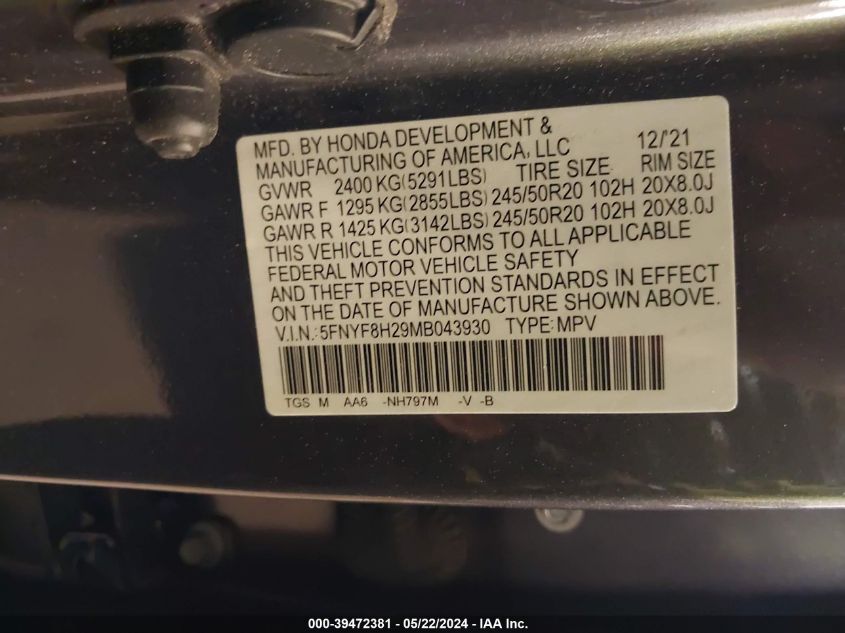 MFD. BY HONDA DEVELOPMENT &
MANUFACTURING OF AMERICA, LLC 12/'21
GVWR 2400 KG(5291LBS) TIRE SIZE RIM SIZE
GAWR F 1295 KG(2855LBS) 245/50R20 102H 20X8.0J
GAWR R 1425 KG(3142LBS) 245/50R20 102H 20X8.0J
THIS VEHICLE CONFORMS TO ALL APPLICABLE
FEDERAL MOTOR VEHICLE SAFETY
AND THEFT PREVENTION STANDARDS IN EFFECT
ON THE DATE OF MANUFACTURE SHOWN ABOVE.
V.I.N.:5FNYF8H29MB043930 TYPE:MPV
TGS M AA6 -NH797M -V -B
000-39472381 - 05/22/2024 - IAA Inc.